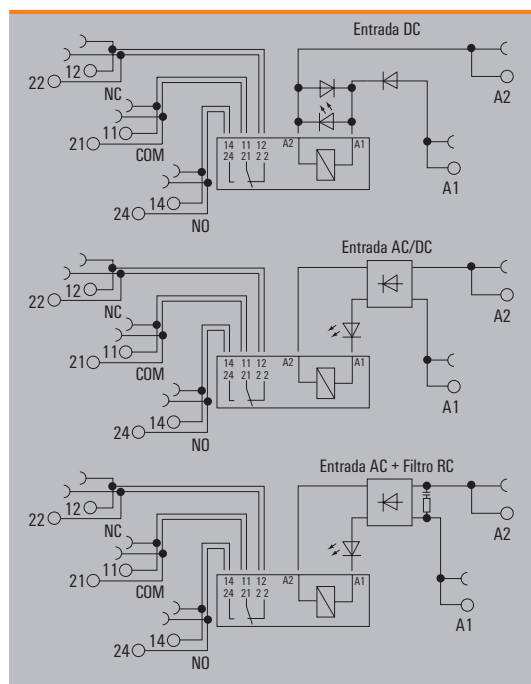 Entrada DC
12
22
NC
A2
11
21
COM
14 11 12 A2 A1
24 21 22
A1
14
24
NO
Entrada AC/DC
12
22
NC
A2
11
21
COM
14 11 12 A2 A1
24 21 22
A1
14
24
NO
Entrada AC + Filtro RC
12
22
NC
A2
11
21
COM
14 11 12 A2 A1
24 21 22
A1
14
24
NO